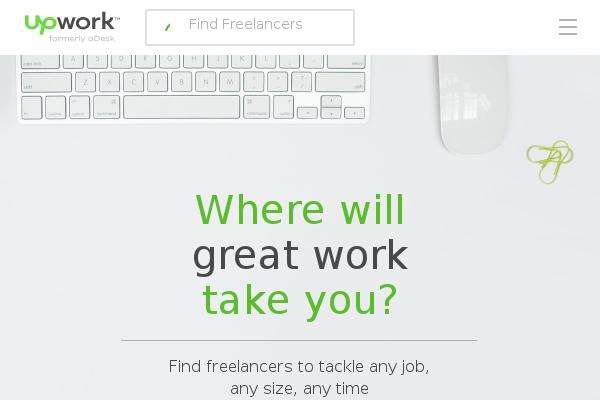 Upwork™
formerly oDesk
Find Freelancers
Where will
great work
take you?
Find freelancers to tackle any job,
any size, any time